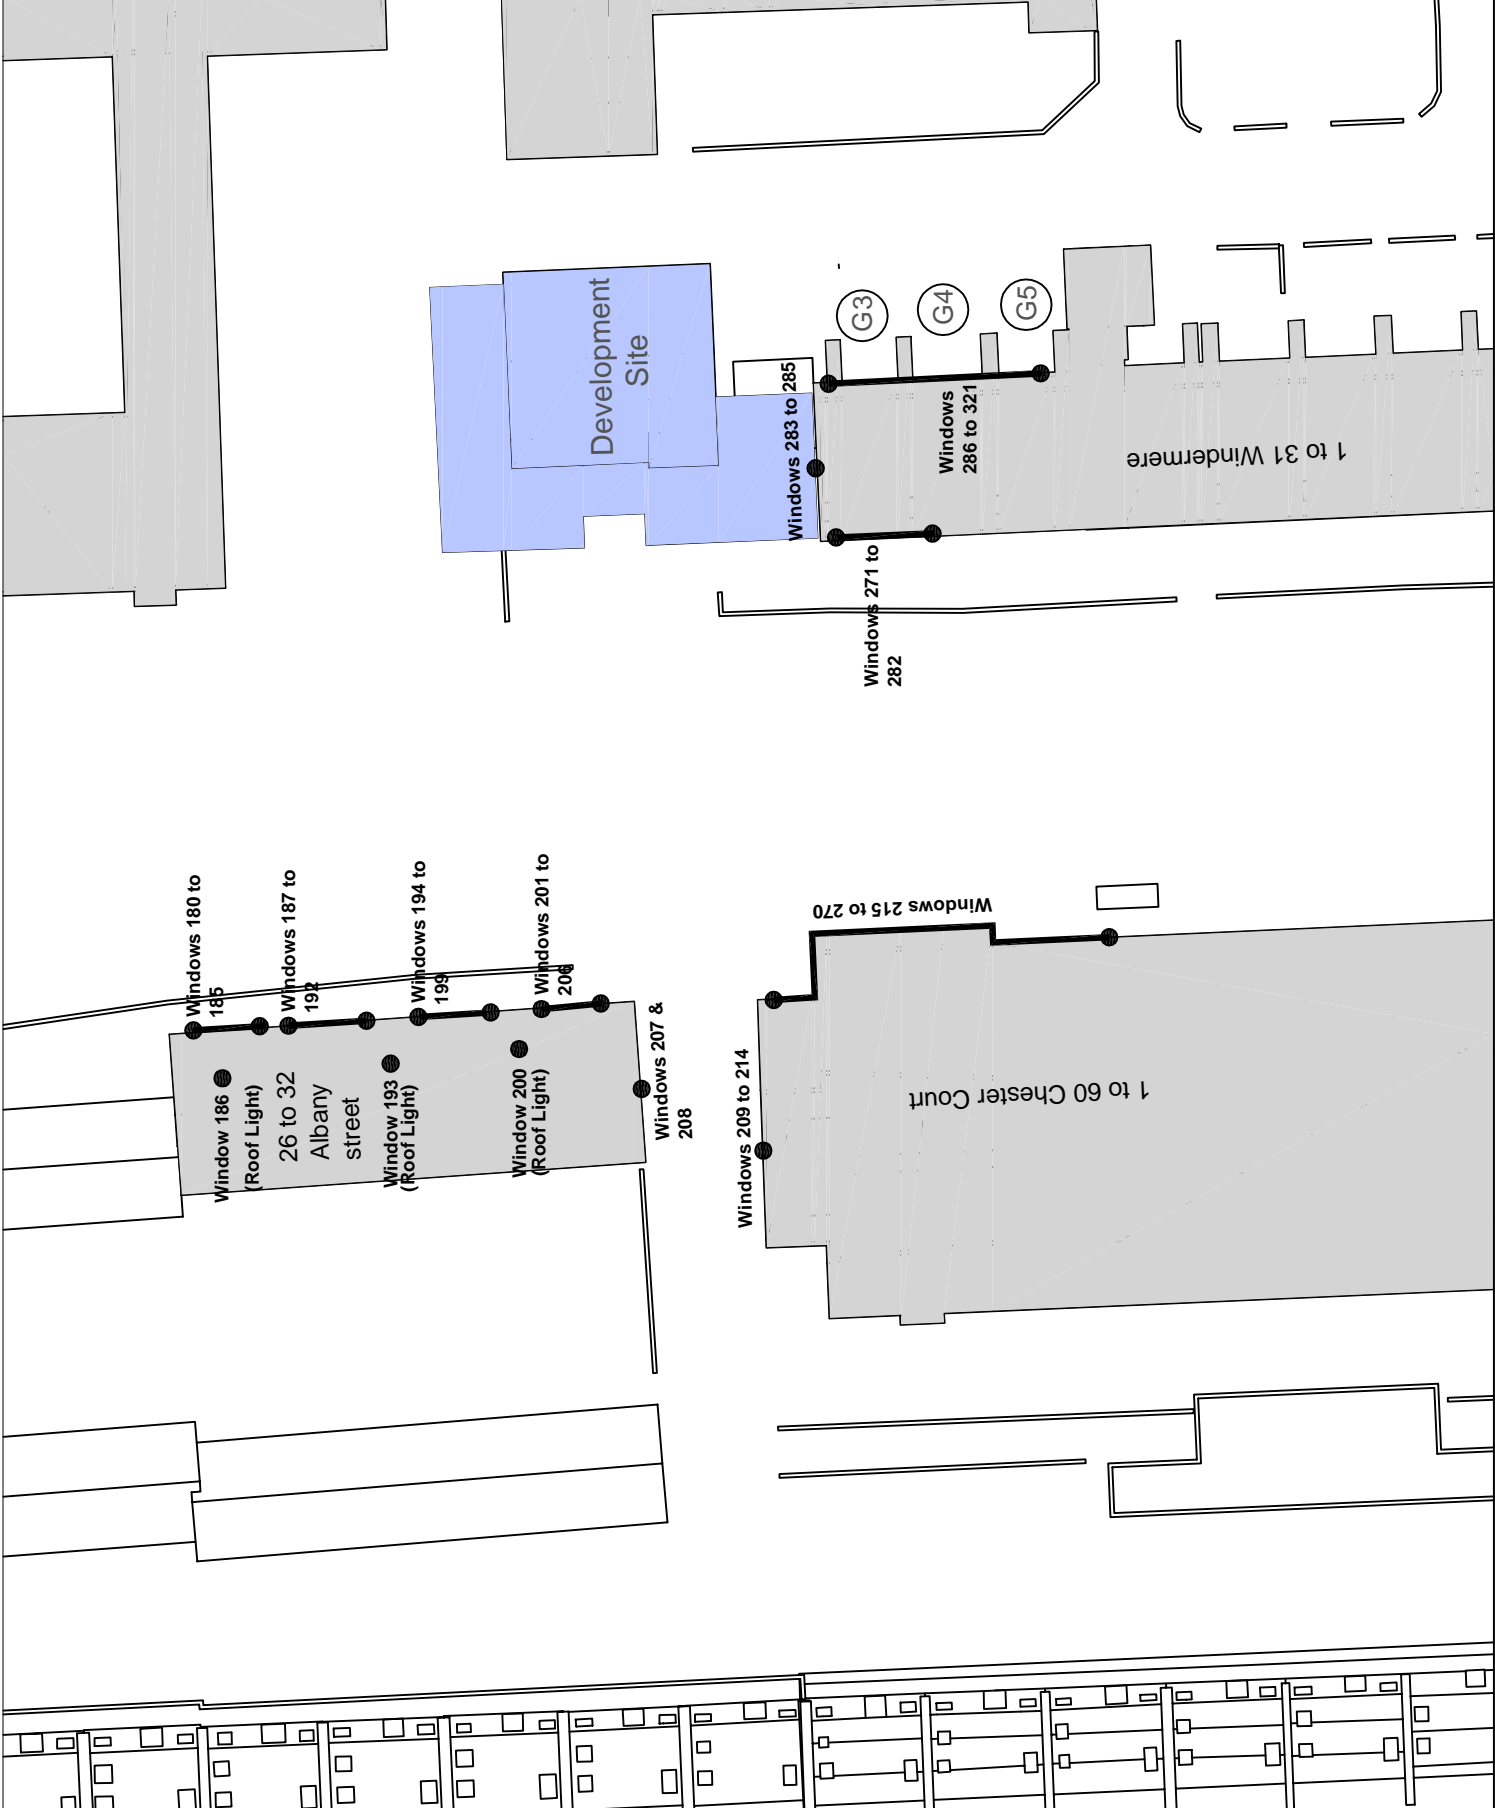 Development
Site
G3
G4
G5
Windows 283 to 285
Windows
286 to 321
1 to 31 Windermere
Windows 271 to
282
Windows 180 to
185
Windows 187 to
192
Windows 194 to
199
Windows 201 to
206
Windows 215 to 270
Window 186
(Roof Light)
26 to 32
Albany
street
Window 193
(Roof Light)
Window 200
(Roof Light)
Windows 207 &
208
Windows 209 to 214
1 to 60 Chester Court